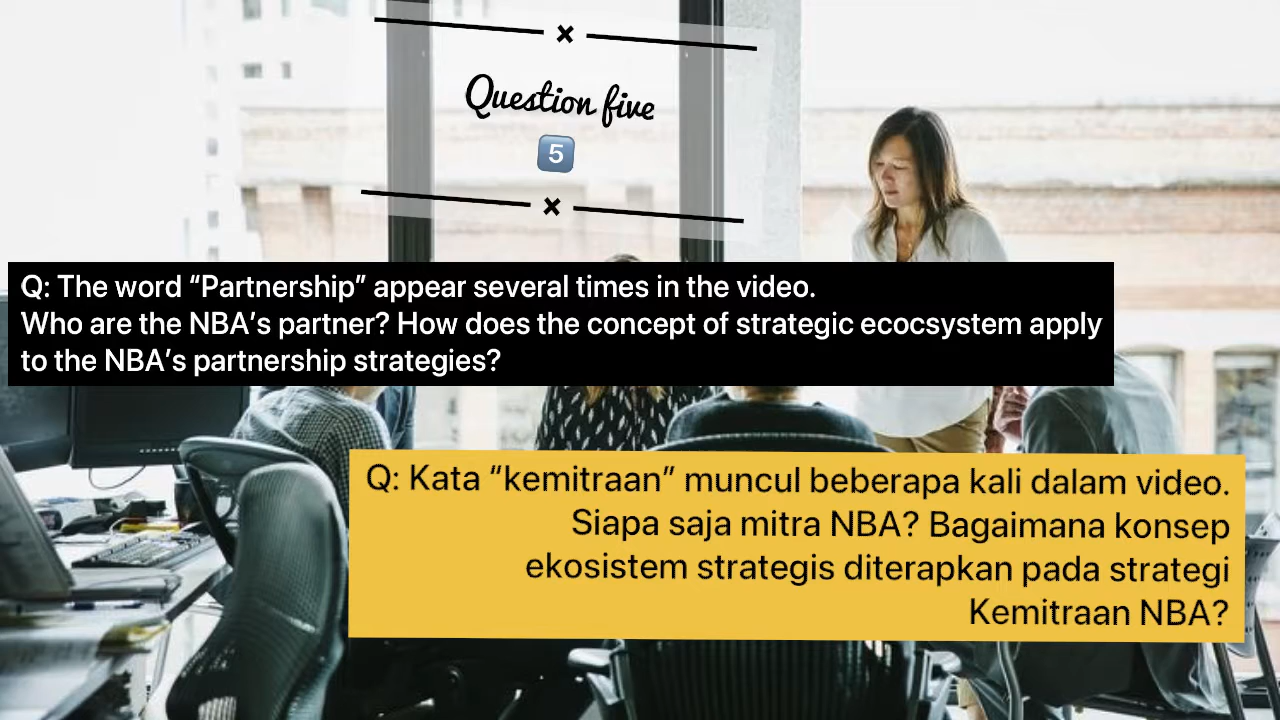 Question five
5
Q: The word “Partnership” appear several times in the video.
Who are the NBA’s partner? How does the concept of strategic ecocsystem apply
to the NBA’s partnership strategies?
Q: Kata “kemitraan” muncul beberapa kali dalam video.
Siapa saja mitra NBA? Bagaimana konsep
ekosistem strategis diterapkan pada strategi
Kemitraan NBA?